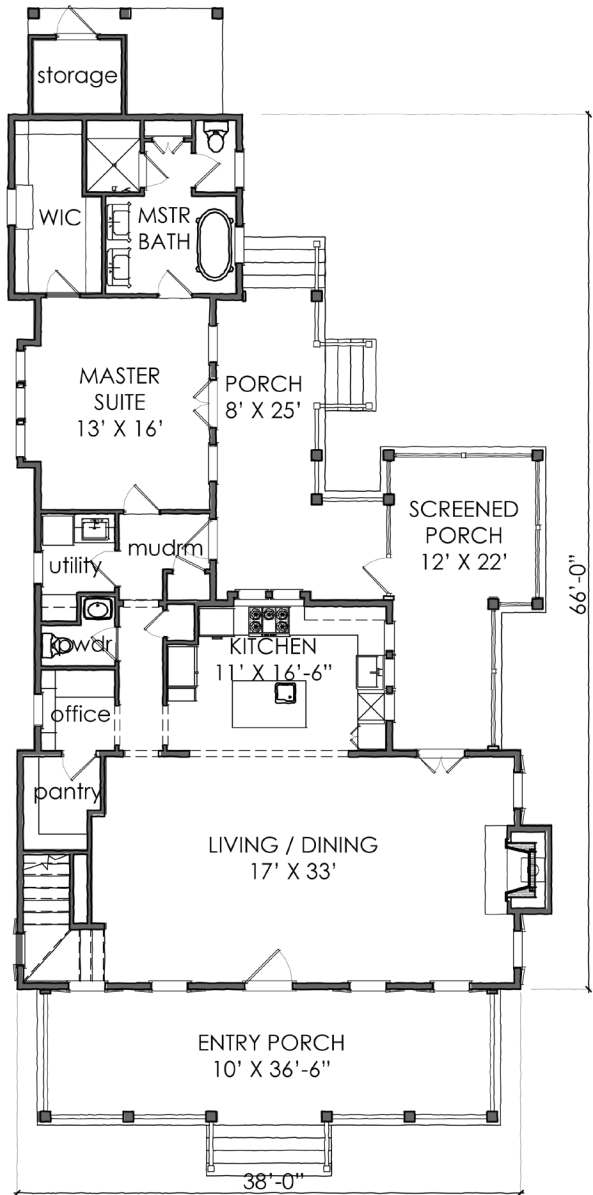 storage
WIC
MSTR
BATH
MASTER
SUITE
13' X 16'
PORCH
8' X 25'
SCREENED
PORCH
12' X 22'
mudrm
utility
66'-0"
pwdr
KITCHEN
11' X 16'-6"
office
pantry
LIVING / DINING
17' X 33'
ENTRY PORCH
10' X 36'-6"
38'-0"